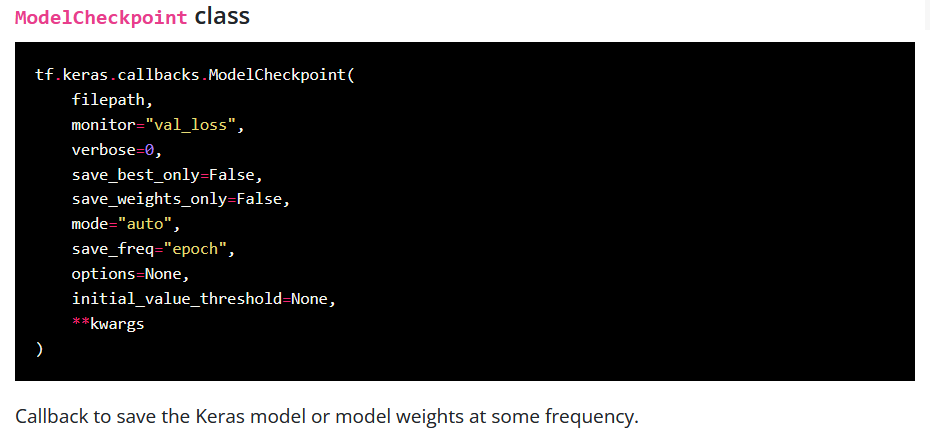 ModelCheckpoint class
tf.keras.callbacks.ModelCheckpoint(
    filepath,
    monitor="val_loss",
    verbose=0,
    save_best_only=False,
    save_weights_only=False,
    mode="auto",
    save_freq="epoch",
    options=None,
    initial_value_threshold=None,
    **kwargs
)
Callback to save the Keras model or model weights at some frequency.